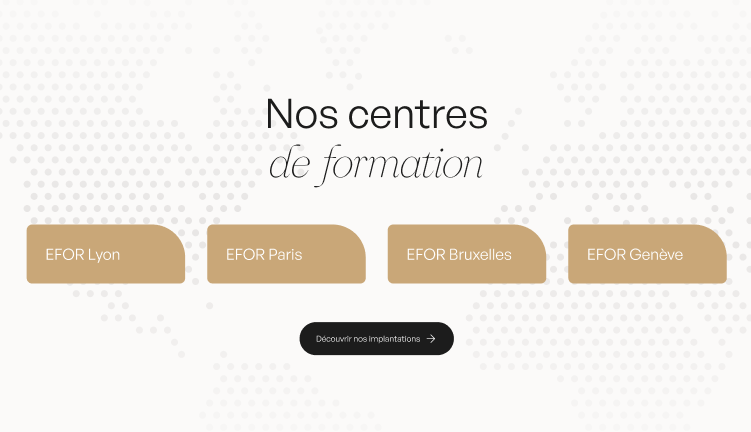 Nos centres
de formation
EFOR Lyon
EFOR Paris
EFOR Bruxelles
EFOR Genève
Découvrir nos implantations